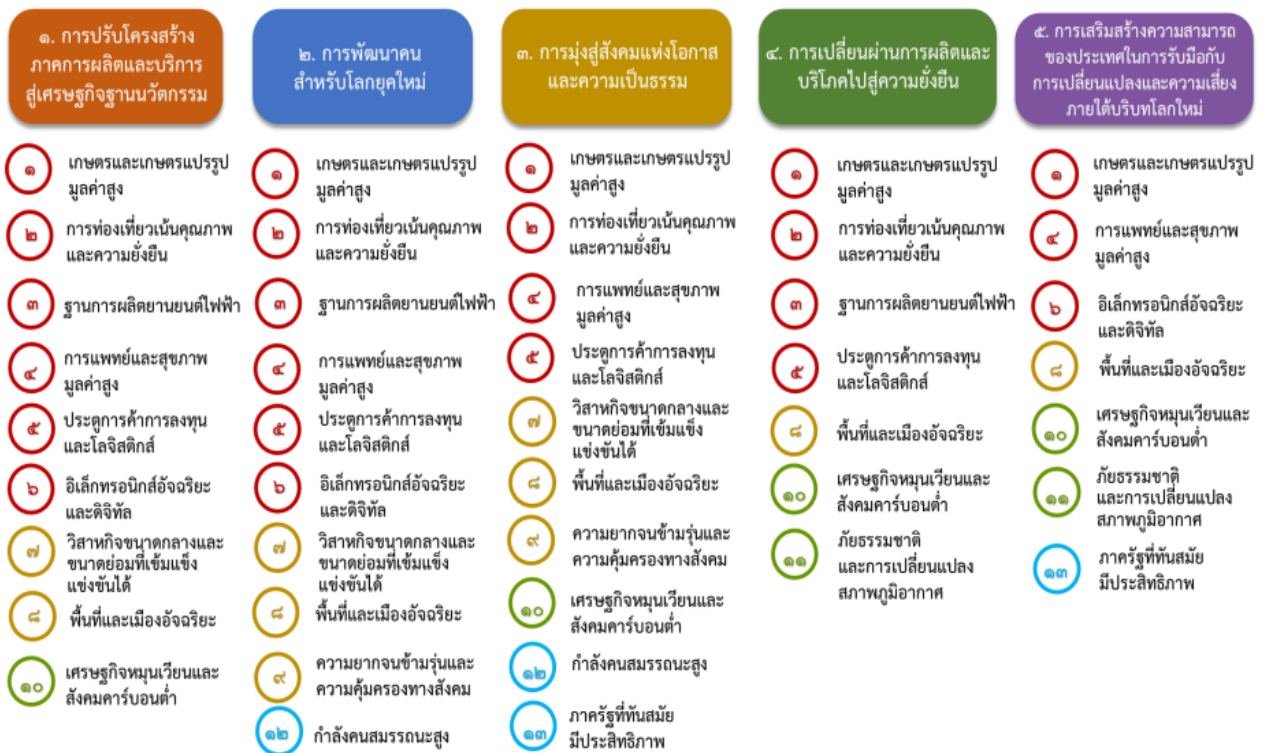 ๑. การปรับโครงสร้าง
ภาคการผลิตและบริการ
สู่เศรษฐกิจฐานนวัตกรรม
๑
เกษตรและเกษตรแปรรูป
มูลค่าสูง
๒
การท่องเที่ยวเน้นคุณภาพ
และความยั่งยืน
๓
ฐานการผลิตยานยนต์ไฟฟ้า
๔
การแพทย์และสุขภาพ
มูลค่าสูง
๕
ประตูการค้าการลงทุน
และโลจิสติกส์
๖
อิเล็กทรอนิกส์อัจฉริยะ
และดิจิทัล
๗
วิสาหกิจขนาดกลางและ
ขนาดย่อมที่เข้มแข็ง
แข่งขันได้
๘
พื้นที่และเมืองอัจฉริยะ
๑๐
เศรษฐกิจหมุนเวียนและ
สังคมคาร์บอนต่ำ
๒. การพัฒนาคน
สำหรับโลกยุคใหม่
๑
เกษตรและเกษตรแปรรูป
มูลค่าสูง
๒
การท่องเที่ยวเน้นคุณภาพ
และความยั่งยืน
๓
ฐานการผลิตยานยนต์ไฟฟ้า
๔
การแพทย์และสุขภาพ
มูลค่าสูง
๕
ประตูการค้าการลงทุน
และโลจิสติกส์
๖
อิเล็กทรอนิกส์อัจฉริยะ
และดิจิทัล
๗
วิสาหกิจขนาดกลางและ
ขนาดย่อมที่เข้มแข็ง
แข่งขันได้
๘
พื้นที่และเมืองอัจฉริยะ
๙
ความยากจนข้ามรุ่นและ
ความคุ้มครองทางสังคม
๑๒
กำลังคนสมรรถนะสูง
๓. การมุ่งสู่สังคมแห่งโอกาส
และความเป็นธรรม
๑
เกษตรและเกษตรแปรรูป
มูลค่าสูง
๒
การท่องเที่ยวเน้นคุณภาพ
และความยั่งยืน
๔
การแพทย์และสุขภาพ
มูลค่าสูง
๕
ประตูการค้าการลงทุน
และโลจิสติกส์
๗
วิสาหกิจขนาดกลางและ
ขนาดย่อมที่เข้มแข็ง
แข่งขันได้
๘
พื้นที่และเมืองอัจฉริยะ
๙
ความยากจนข้ามรุ่นและ
ความคุ้มครองทางสังคม
๑๐
เศรษฐกิจหมุนเวียนและ
สังคมคาร์บอนต่ำ
๑๒
กำลังคนสมรรถนะสูง
๑๓
ภาครัฐที่ทันสมัย
มีประสิทธิภาพ
๔. การเปลี่ยนผ่านการผลิตและ
บริโภคไปสู่ความยั่งยืน
๑
เกษตรและเกษตรแปรรูป
มูลค่าสูง
๒
การท่องเที่ยวเน้นคุณภาพ
และความยั่งยืน
๓
ฐานการผลิตยานยนต์ไฟฟ้า
๕
ประตูการค้าการลงทุน
และโลจิสติกส์
๘
พื้นที่และเมืองอัจฉริยะ
๑๐
เศรษฐกิจหมุนเวียนและ
สังคมคาร์บอนต่ำ
๑๑
ภัยธรรมชาติ
และการเปลี่ยนแปลง
สภาพภูมิอากาศ
๕. การเสริมสร้างความสามารถ
ของประเทศในการรับมือกับ
การเปลี่ยนแปลงและความเสี่ยง
ภายใต้บริบทโลกใหม่
๑
เกษตรและเกษตรแปรรูป
มูลค่าสูง
๔
การแพทย์และสุขภาพ
มูลค่าสูง
๖
อิเล็กทรอนิกส์อัจฉริยะ
และดิจิทัล
๘
พื้นที่และเมืองอัจฉริยะ
๑๐
เศรษฐกิจหมุนเวียนและ
สังคมคาร์บอนต่ำ
๑๑
ภัยธรรมชาติ
และการเปลี่ยนแปลง
สภาพภูมิอากาศ
๑๓
ภาครัฐที่ทันสมัย
มีประสิทธิภาพ